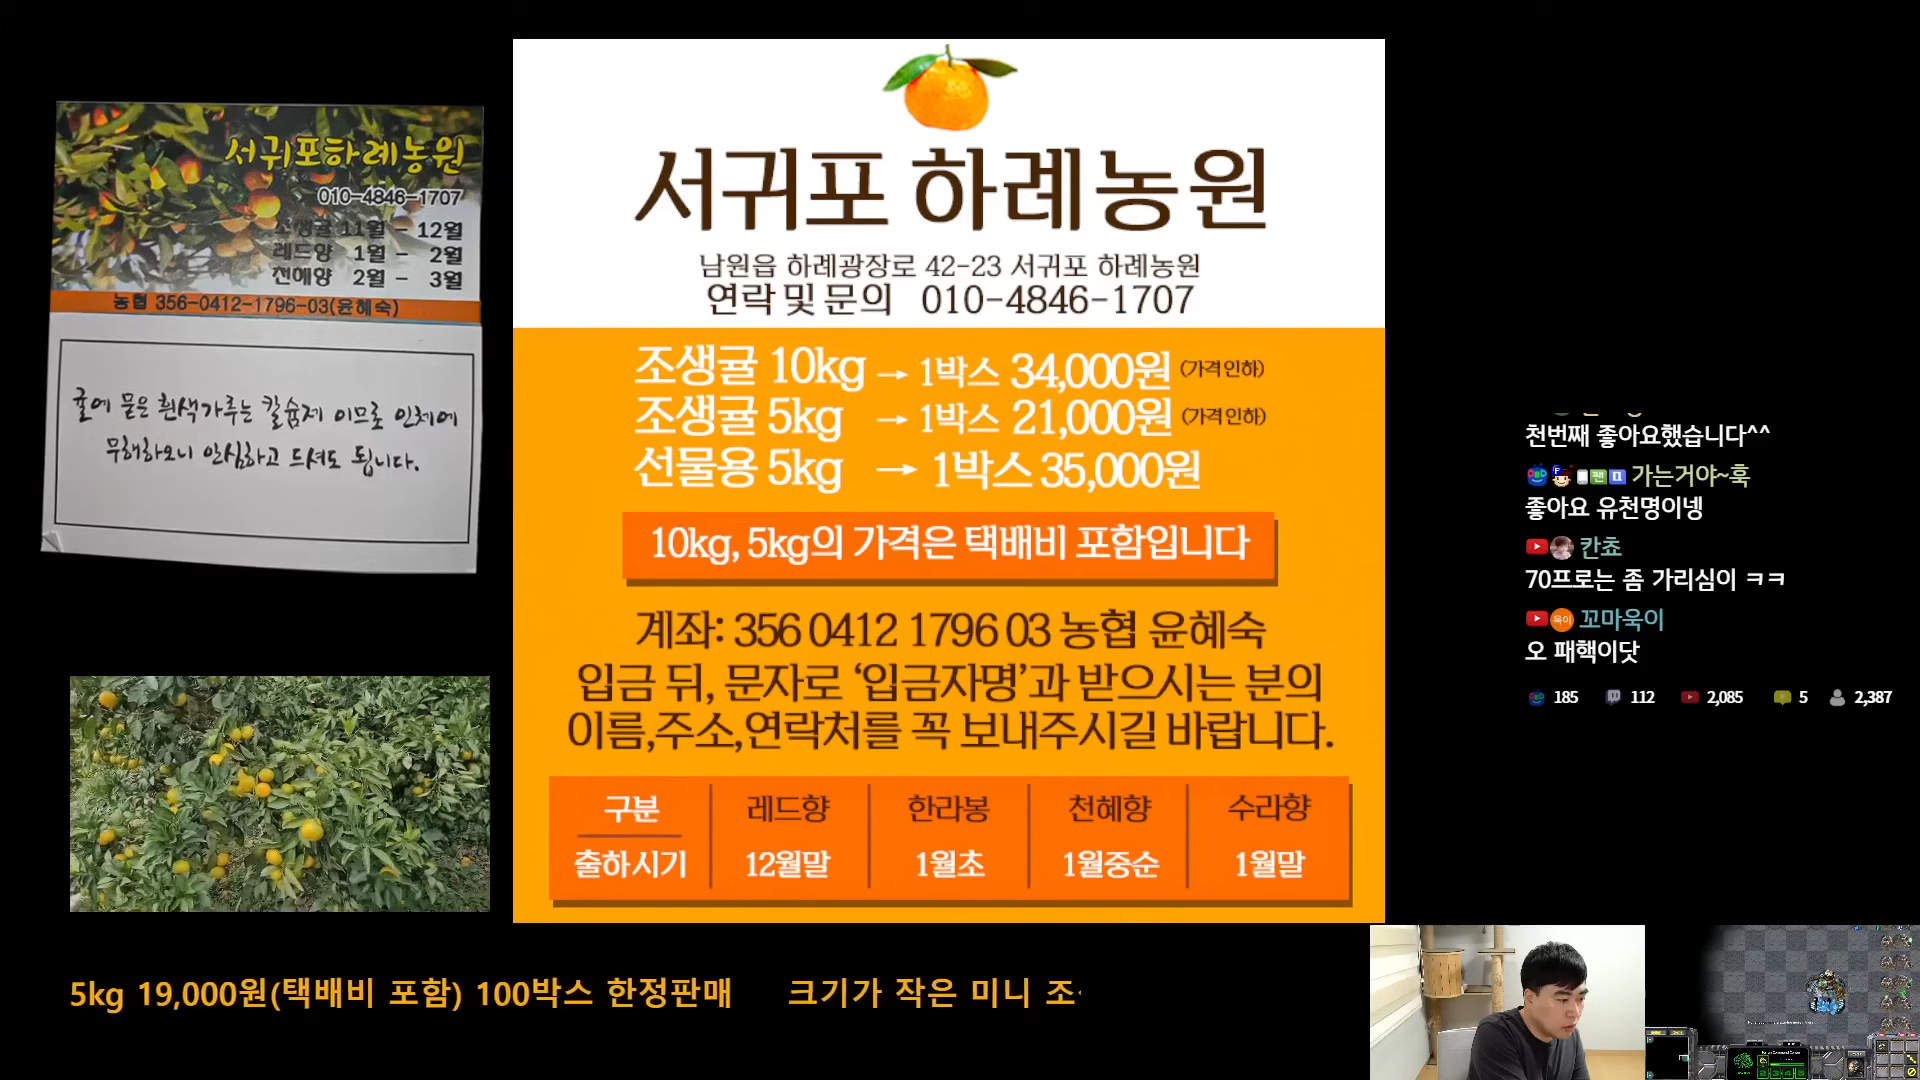 서귀포하례농원
010-4846-1707
조생귤 11월 - 12월
레드향 1월 - 2월
천혜향 2월 - 3월
농협 356-0412-1796-03(윤혜숙)
귤에 묻은 흰색가루는 칼슘제 이므로 인체에
무해하오니 안심하고 드셔도 됩니다.
서귀포 하례농원
남원읍 하례광장로 42-23 서귀포 하례농원
연락 및 문의 010-4846-1707
조생귤 10kg → 1박스 34,000원 (가격인하)
조생귤 5kg → 1박스 21,000원 (가격인하)
선물용 5kg → 1박스 35,000원
10kg, 5kg의 가격은 택배비 포함입니다
계좌: 356 0412 1796 03 농협 윤혜숙
입금 뒤, 문자로 ‘입금자명’과 받으시는 분의
이름,주소,연락처를 꼭 보내주시길 바랍니다.
구분 레드향 한라봉 천혜향 수라향
출하시기 12월말 1월초 1월중순 1월말
천번째 좋아요했습니다^^
가는거야~훅
좋아요 유천명이넹
칸쵸
70프로는 좀 가리심이 ㅋㅋ
꼬마욱이
오 패핵이닷
185 112 2,085 5 2,387
5kg 19,000원(택배비 포함) 100박스 한정판매 크기가 작은 미니 조